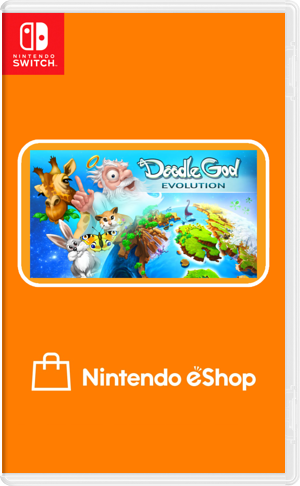 NINTENDO
SWITCH
Doodle God
EVOLUTION
Nintendo eShop